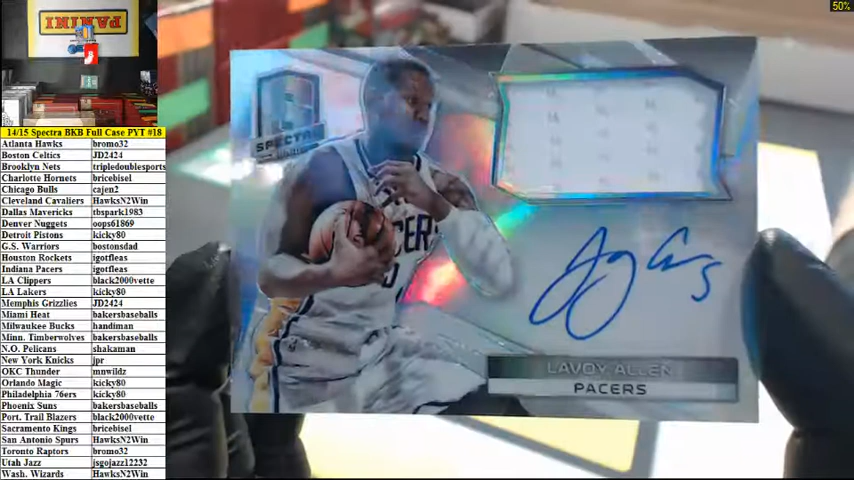 50%
PANINI
14/15 Spectra BKB Full Case PYT #18
Atlanta Hawks bromo32
Boston Celtics JD2424
Brooklyn Nets tripledoublesports
Charlotte Hornets bricebisel
Chicago Bulls cajen2
Cleveland Cavaliers HawksN2Win
Dallas Mavericks tbspark1983
Denver Nuggets oops61869
Detroit Pistons kicky80
G.S. Warriors bostonsdad
Houston Rockets igotfleas
Indiana Pacers igotfleas
LA Clippers black2000vette
LA Lakers kicky80
Memphis Grizzlies JD2424
Miami Heat bakersbaseballs
Milwaukee Bucks handiman
Minn. Timberwolves bakersbaseballs
N.O. Pelicans shakaman
New York Knicks jpr
OKC Thunder mnwildz
Orlando Magic kicky80
Philadelphia 76ers kicky80
Phoenix Suns bakersbaseballs
Port. Trail Blazers black2000vette
Sacramento Kings bricebisel
San Antonio Spurs HawksN2Win
Toronto Raptors bromo32
Utah Jazz jsgojazz12232
Wash. Wizards HawksN2Win
SPECTRA
LAVOY ALLEN
PACERS